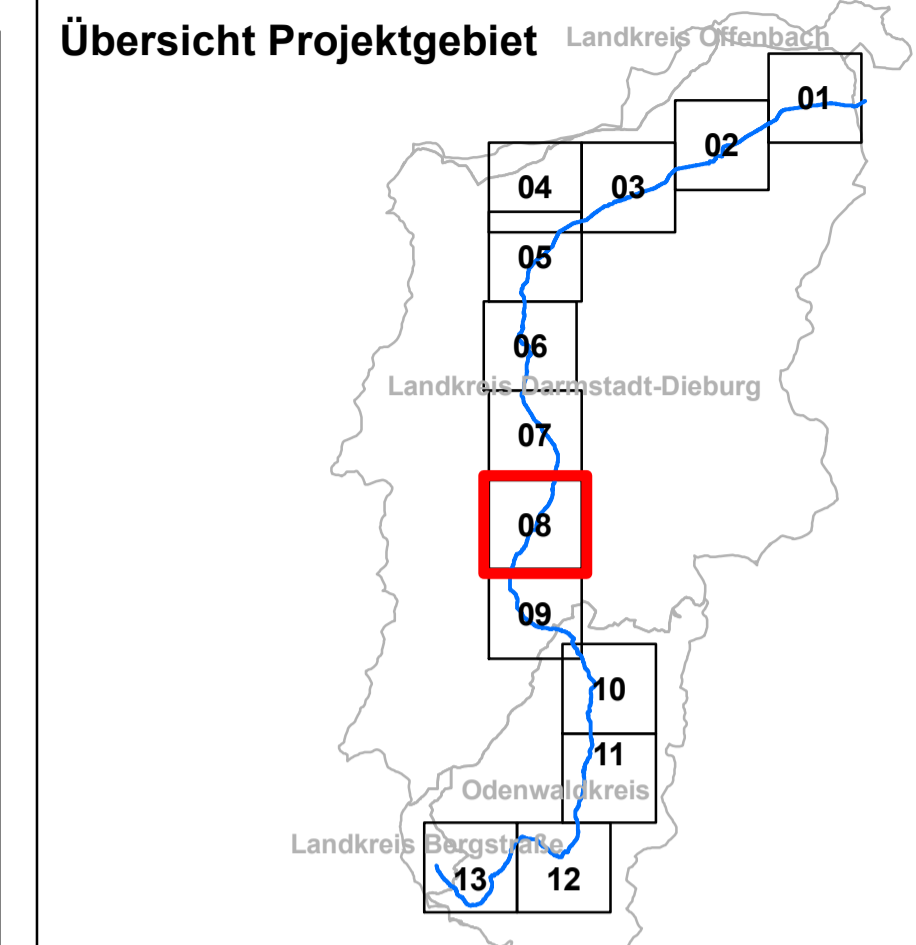 Übersicht Projektgebiet
Landkreis Offenbach
01
02
03
04
05
06
Landkreis Darmstadt-Dieburg
07
08
09
10
11
Odenwaldkreis
Landkreis Bergstraße
13
12